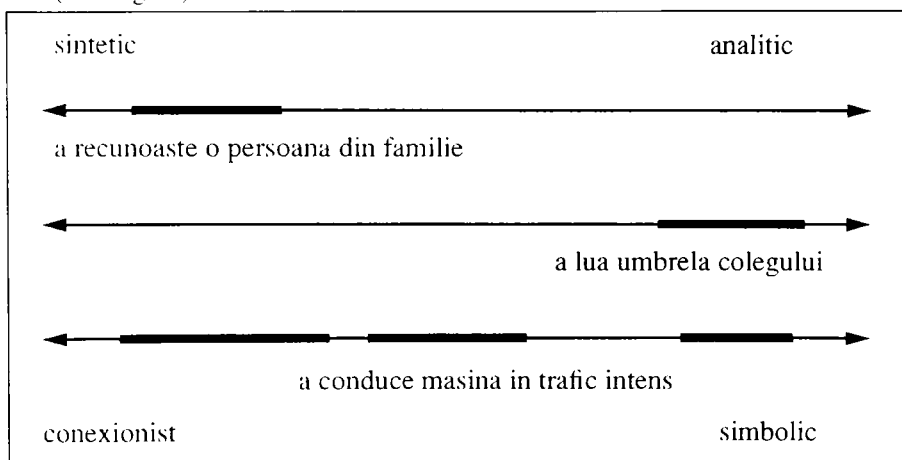 sintetic analitic
a recunoaste o persoana din familie
a lua umbrela colegului
a conduce masina in trafic intens
conexionist simbolic